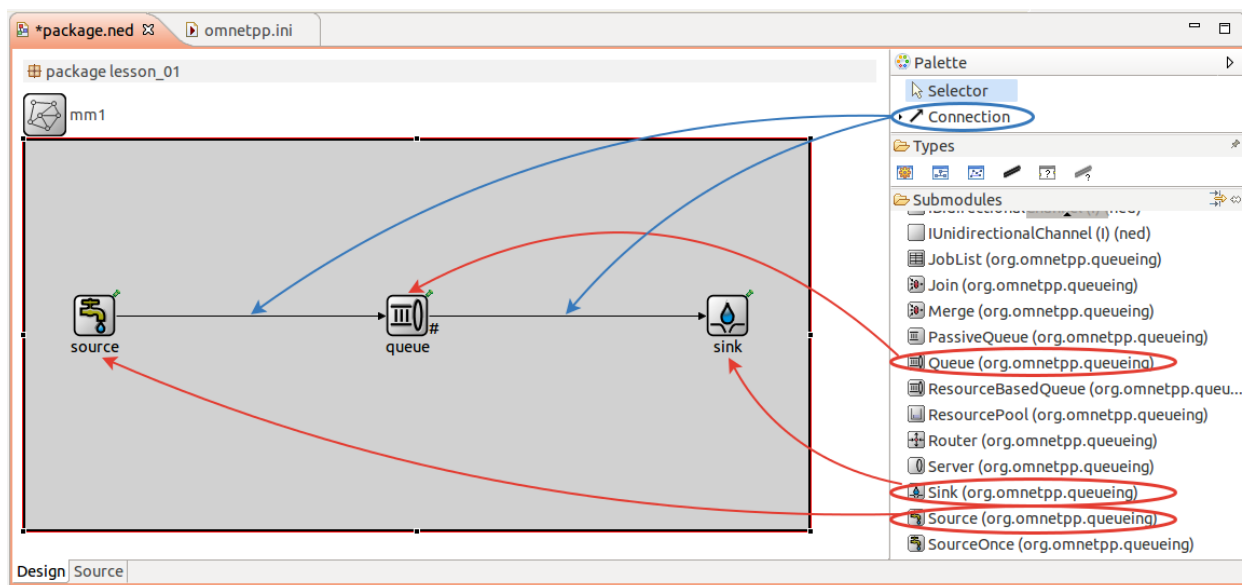 *package.ned
omnetpp.ini
package lesson_01
mm1
source
queue
#
sink
Design
Source
Palette
Selector
Connection
Types
Submodules
(ned)
IUnidirectionalChannel (I) (ned)
JobList (org.omnetpp.queueing)
Join (org.omnetpp.queueing)
Merge (org.omnetpp.queueing)
PassiveQueue (org.omnetpp.queueing)
Queue (org.omnetpp.queueing)
ResourceBasedQueue (org.omnetpp.queu...
ResourcePool (org.omnetpp.queueing)
Router (org.omnetpp.queueing)
Server (org.omnetpp.queueing)
Sink (org.omnetpp.queueing)
Source (org.omnetpp.queueing)
SourceOnce (org.omnetpp.queueing)